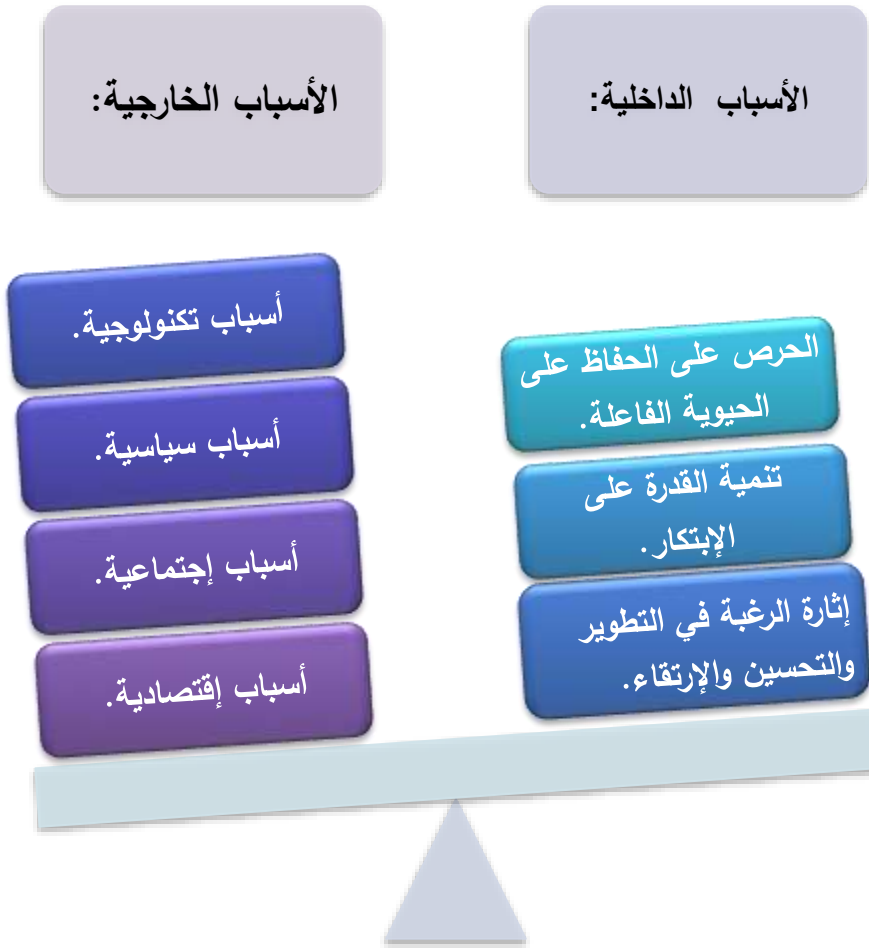 الأسباب الداخلية:
الحرص على الحفاظ على
الحيوية الفاعلة.
تنمية القدرة على
الإبتكار.
إثارة الرغبة في التطوير
والتحسين والإرتقاء.
الأسباب الخارجية:
أسباب تكنولوجية.
أسباب سياسية.
أسباب إجتماعية.
أسباب إقتصادية.